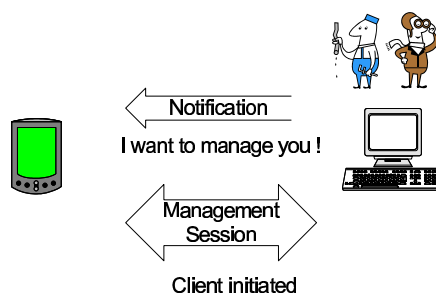 Notification
I want to manage you !
Management
Session
Client initiated